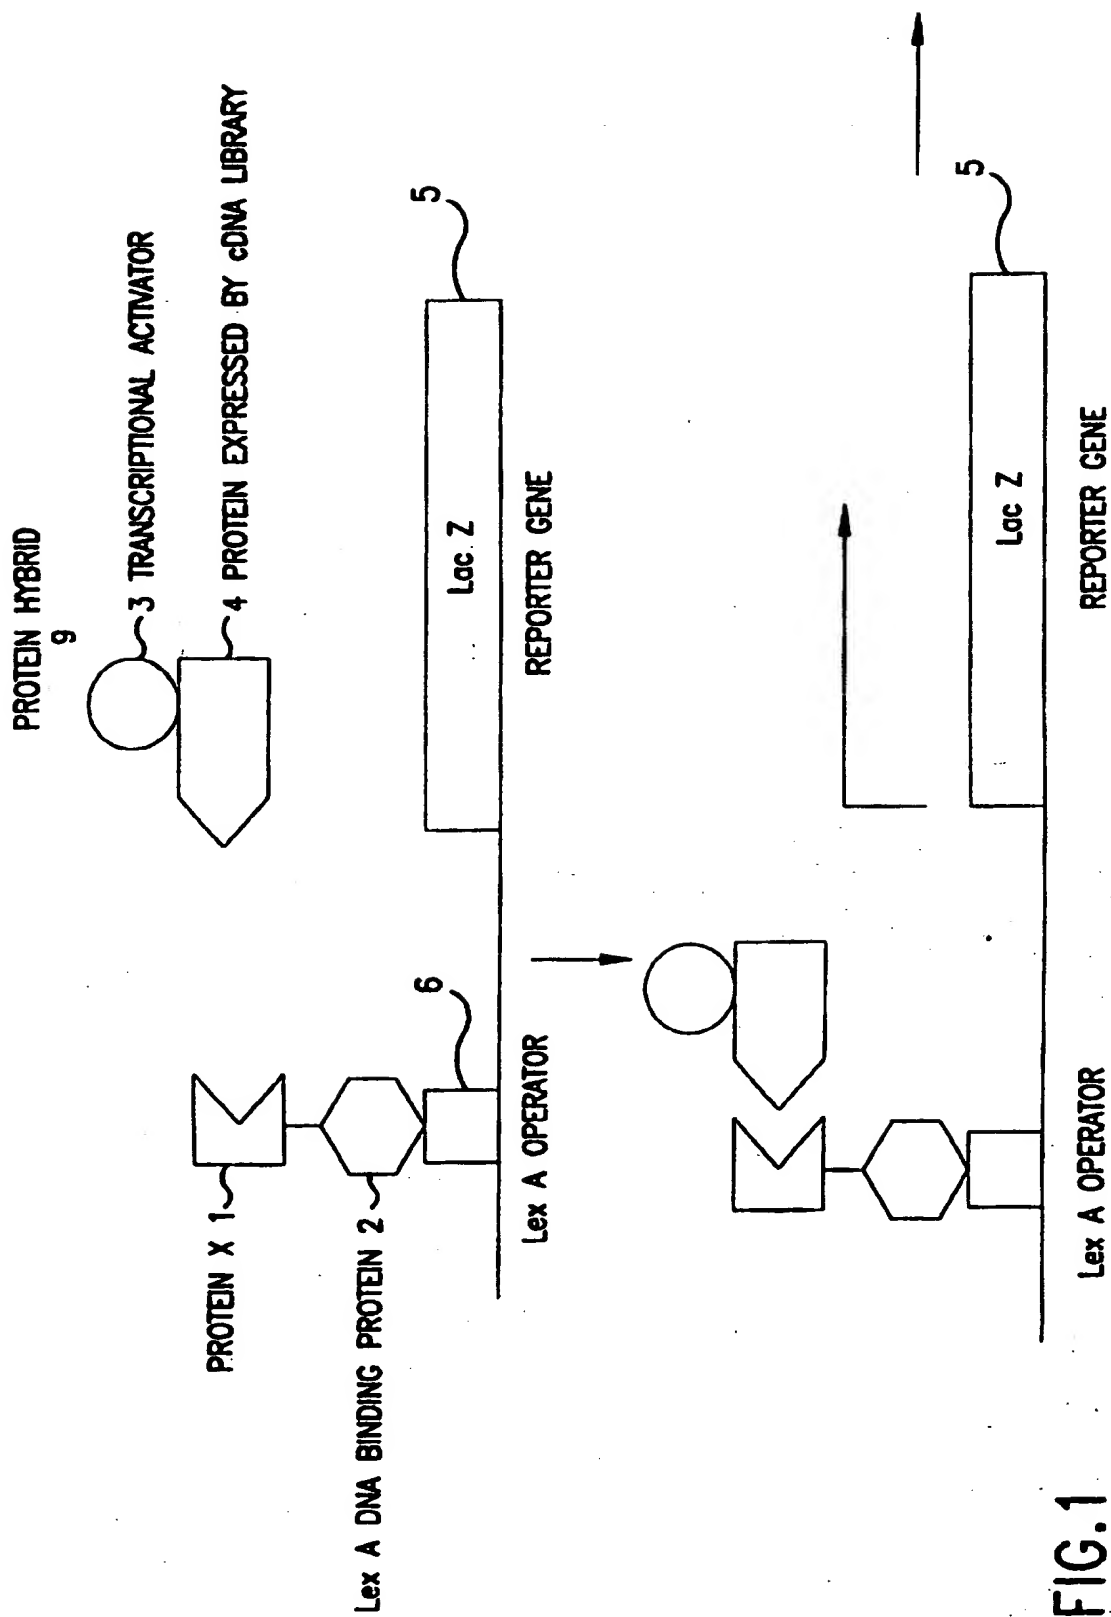 PROTEIN HYBRID
9
3 TRANSCRIPTIONAL ACTIVATOR
4 PROTEIN EXPRESSED BY cDNA LIBRARY
PROTEIN X 1
Lex A DNA BINDING PROTEIN 2
6
5
Lac Z
Lex A OPERATOR
REPORTER GENE
5
Lac Z
Lex A OPERATOR
REPORTER GENE
FIG.1